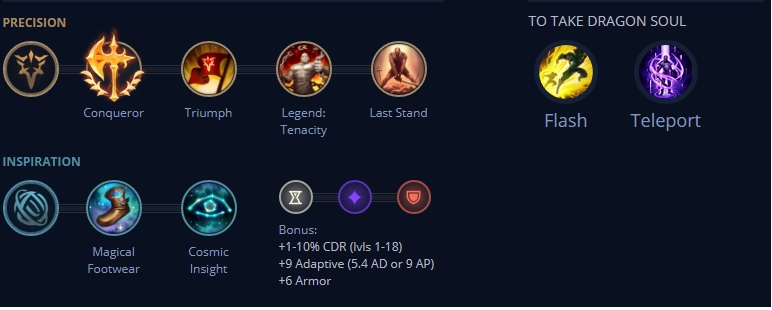 PRECISION
TO TAKE DRAGON SOUL
Conqueror
Triumph
Legend:
Tenacity
Last Stand
Flash
Teleport
INSPIRATION
Magical
Footwear
Cosmic
Insight
Bonus:
+1-10% CDR (lvls 1-18)
+9 Adaptive (5.4 AD or 9 AP)
+6 Armor